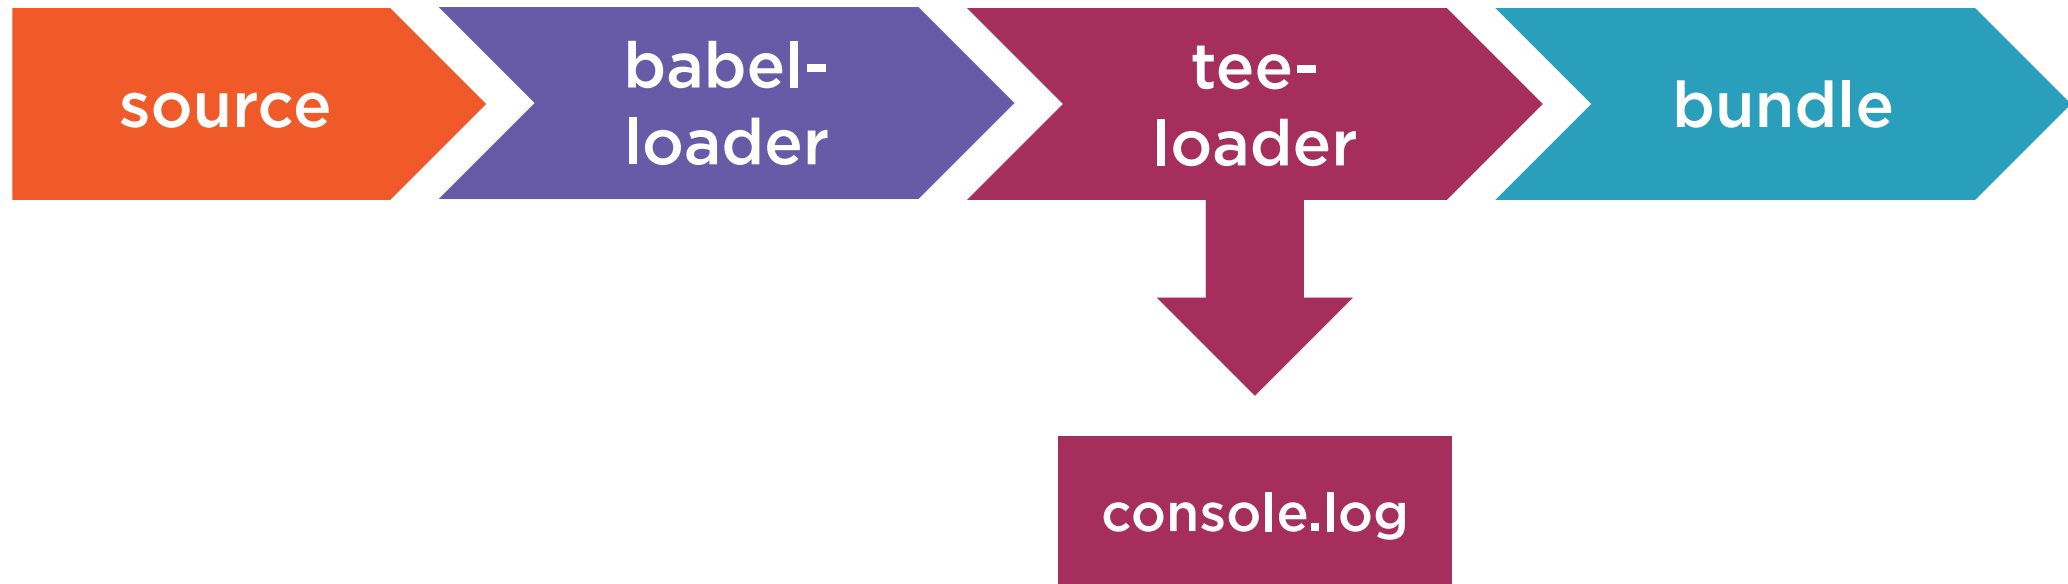 source
babel-
loader
tee-
loader
bundle
console.log